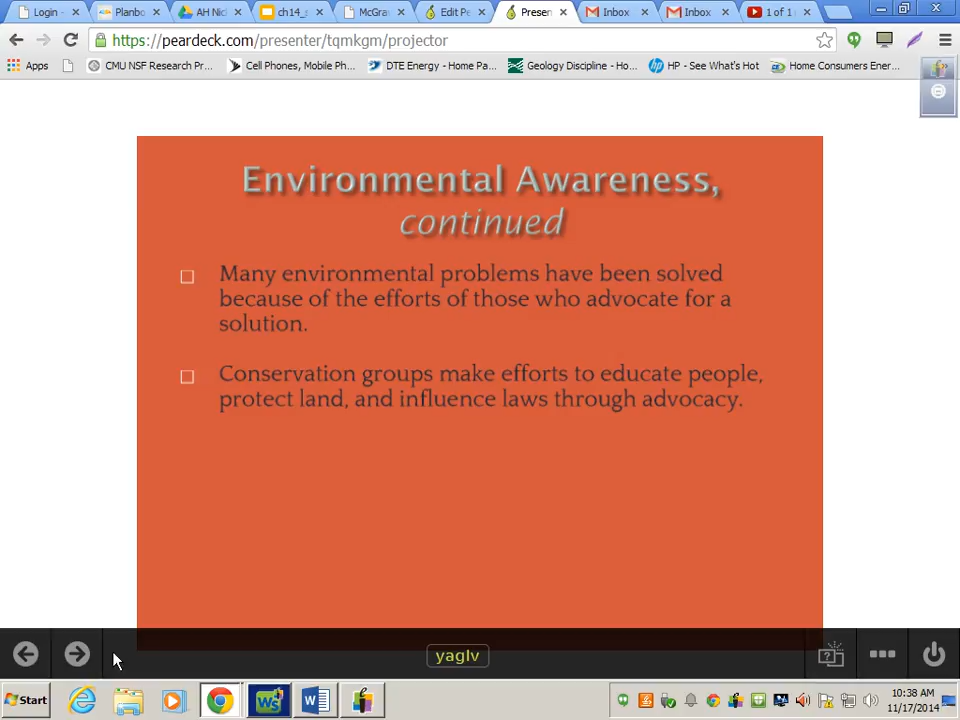 Login - Planbo AH Nic ch14_s McGra Edit Pe Presen Inbox Inbox 1 of 1
https://peardeck.com/presenter/tqmkgm/projector
Apps CMU NSF Research Pr... Cell Phones, Mobile Ph... DTE Energy - Home Pa... Geology Discipline - Ho... HP - See What's Hot Home Consumers Ener...
Environmental Awareness,
continued
Many environmental problems have been solved
because of the efforts of those who advocate for a
solution.
Conservation groups make efforts to educate people,
protect land, and influence laws through advocacy.
yaglv
Start
10:38 AM
11/17/2014